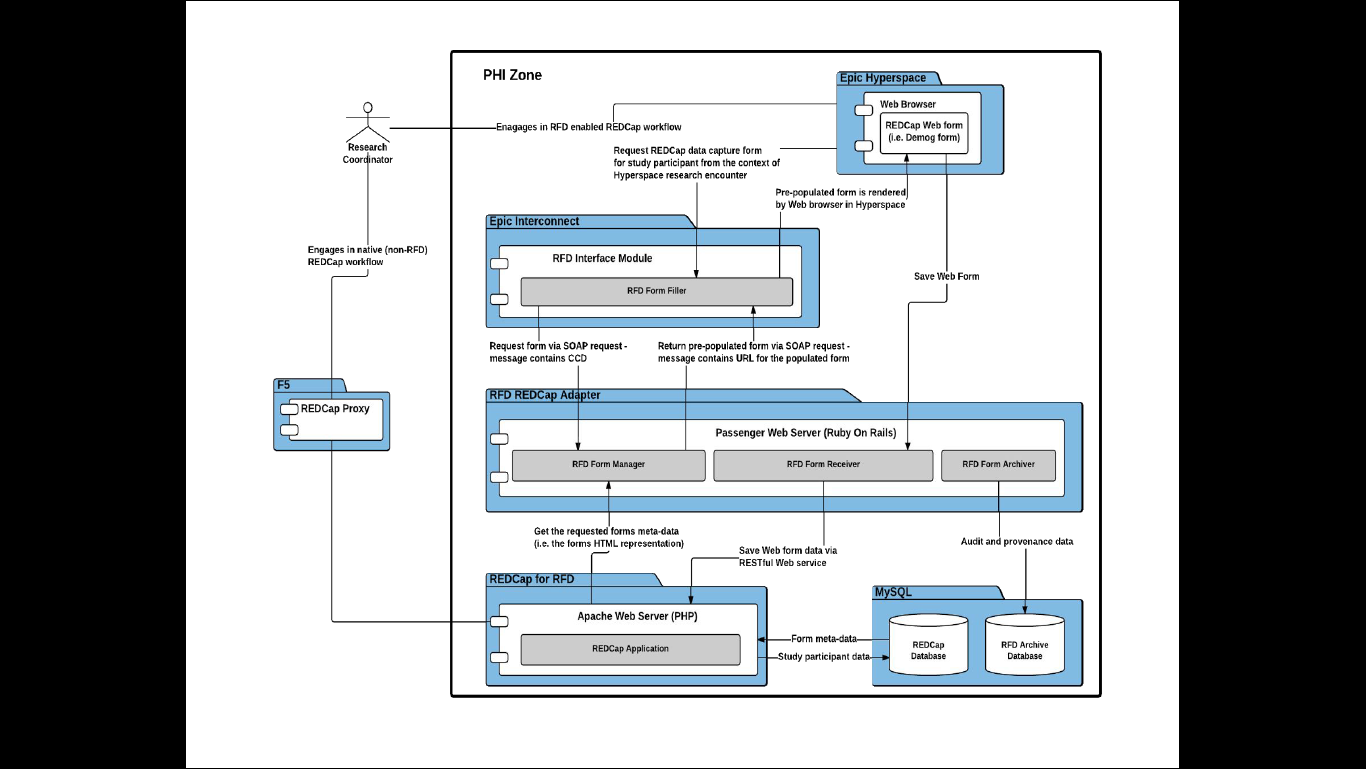 PHI Zone
Epic Hyperspace
Web Browser
REDCap Web form
(i.e. Demog form)
Research
Coordinator
Enagages in RFD enabled REDCap workflow
Request REDCap data capture form
for study participant from the context of
Hyperspace research encounter
Pre-populated form is rendered
by Web browser in Hyperspace
Epic Interconnect
RFD Interface Module
RFD Form Filler
Engages in native (non-RFD)
REDCap workflow
Save Web Form
Request form via SOAP request -
message contains CCD
Return pre-populated form via SOAP request -
message contains URL for the populated form
F5
REDCap Proxy
RFD REDCap Adapter
Passenger Web Server (Ruby On Rails)
RFD Form Manager
RFD Form Receiver
RFD Form Archiver
Get the requested forms meta-data
(i.e. the forms HTML representation)
Save Web form data via
RESTful Web service
Audit and provenance data
REDCap for RFD
Apache Web Server (PHP)
REDCap Application
Form meta-data
Study participant data
MySQL
REDCap
Database
RFD Archive
Database